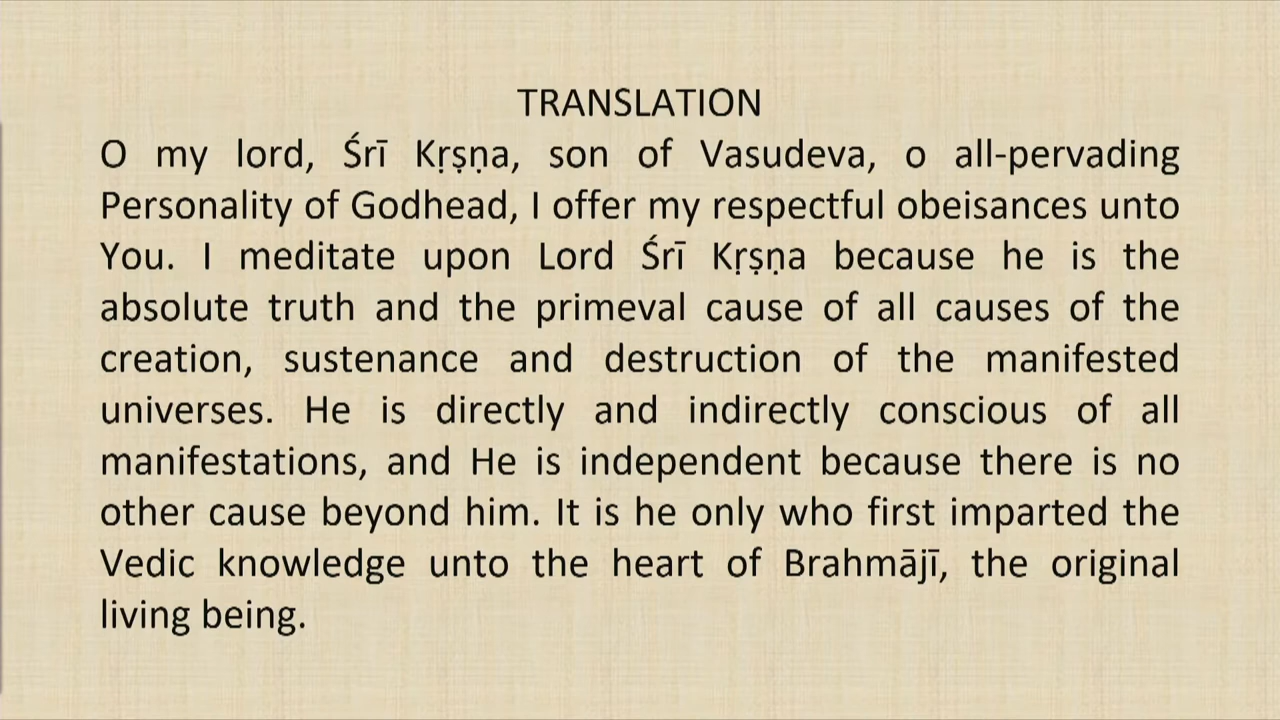 TRANSLATION
O my lord, Śrī Kṛṣṇa, son of Vasudeva, o all-pervading
Personality of Godhead, I offer my respectful obeisances unto
You. I meditate upon Lord Śrī Kṛṣṇa because he is the
absolute truth and the primeval cause of all causes of the
creation, sustenance and destruction of the manifested
universes. He is directly and indirectly conscious of all
manifestations, and He is independent because there is no
other cause beyond him. It is he only who first imparted the
Vedic knowledge unto the heart of Brahmājī, the original
living being.